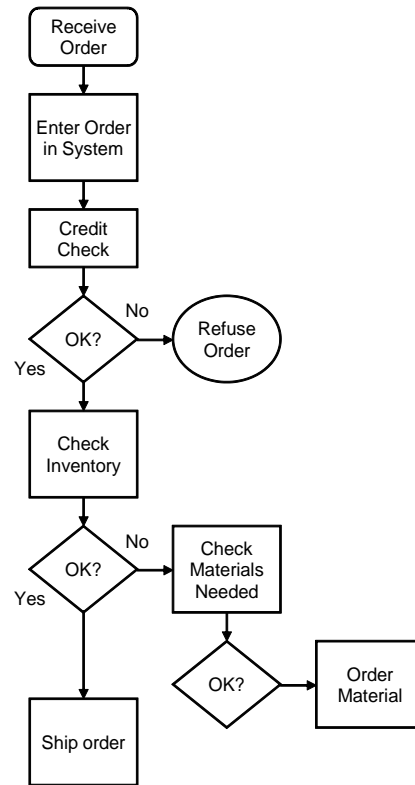 Receive
Order
Enter Order
in System
Credit
Check
OK?
No
Refuse
Order
Yes
Check
Inventory
OK?
No
Check
Materials
Needed
Yes
OK?
Order
Material
Ship order